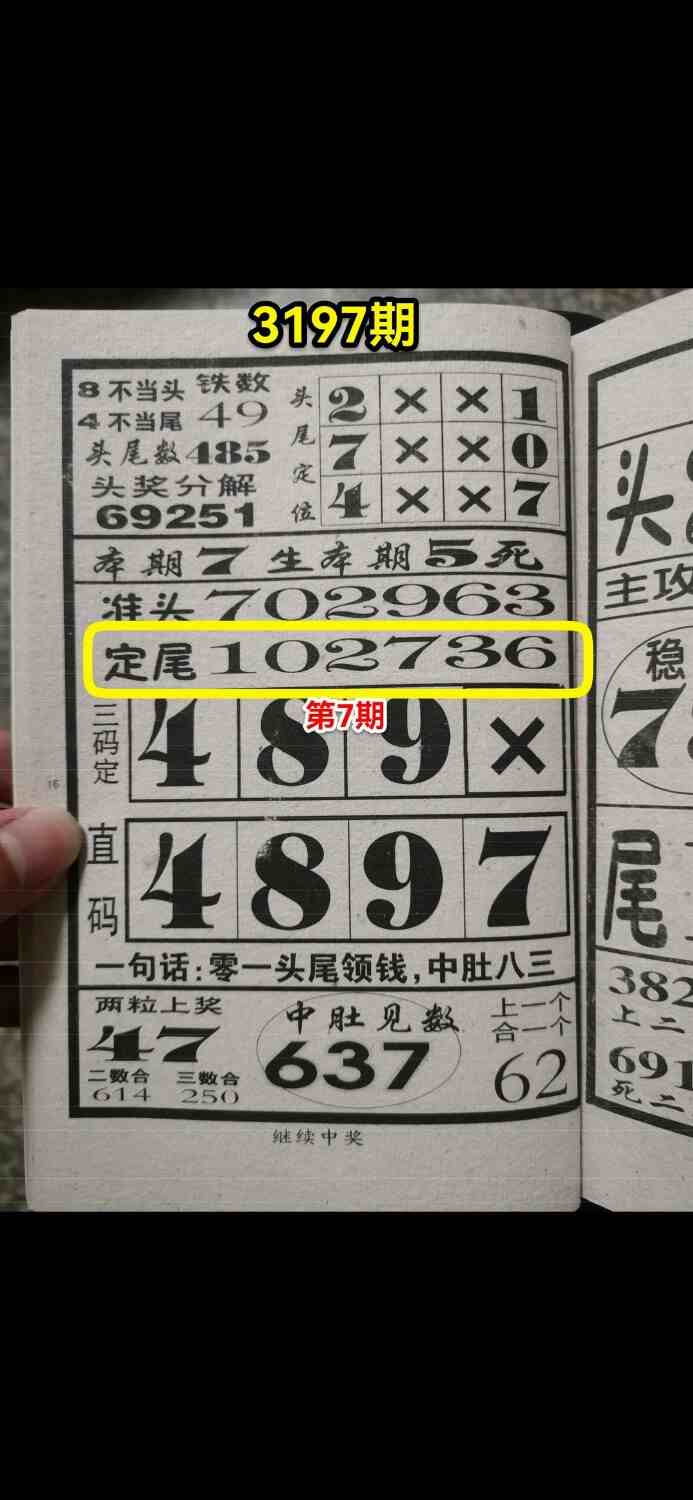 3197期
8不当头 铁数
4不当尾 49
头尾数485
头奖分解
69251
头尾定位
2 × × 1
7 × × 0
4 × × 7
本期7生本期5死
准头702963
定尾102736
第7期
三码定
4 8 9 ×
16
直码
4 8 9 7
一句话:零一头尾领钱,中肚八三
两粒上奖
47
二数合 三数合
614 250
中肚见数
637
上一个
合一个
62
继续中奖
头
主攻
稳
7
尾
382
上二
691
死二